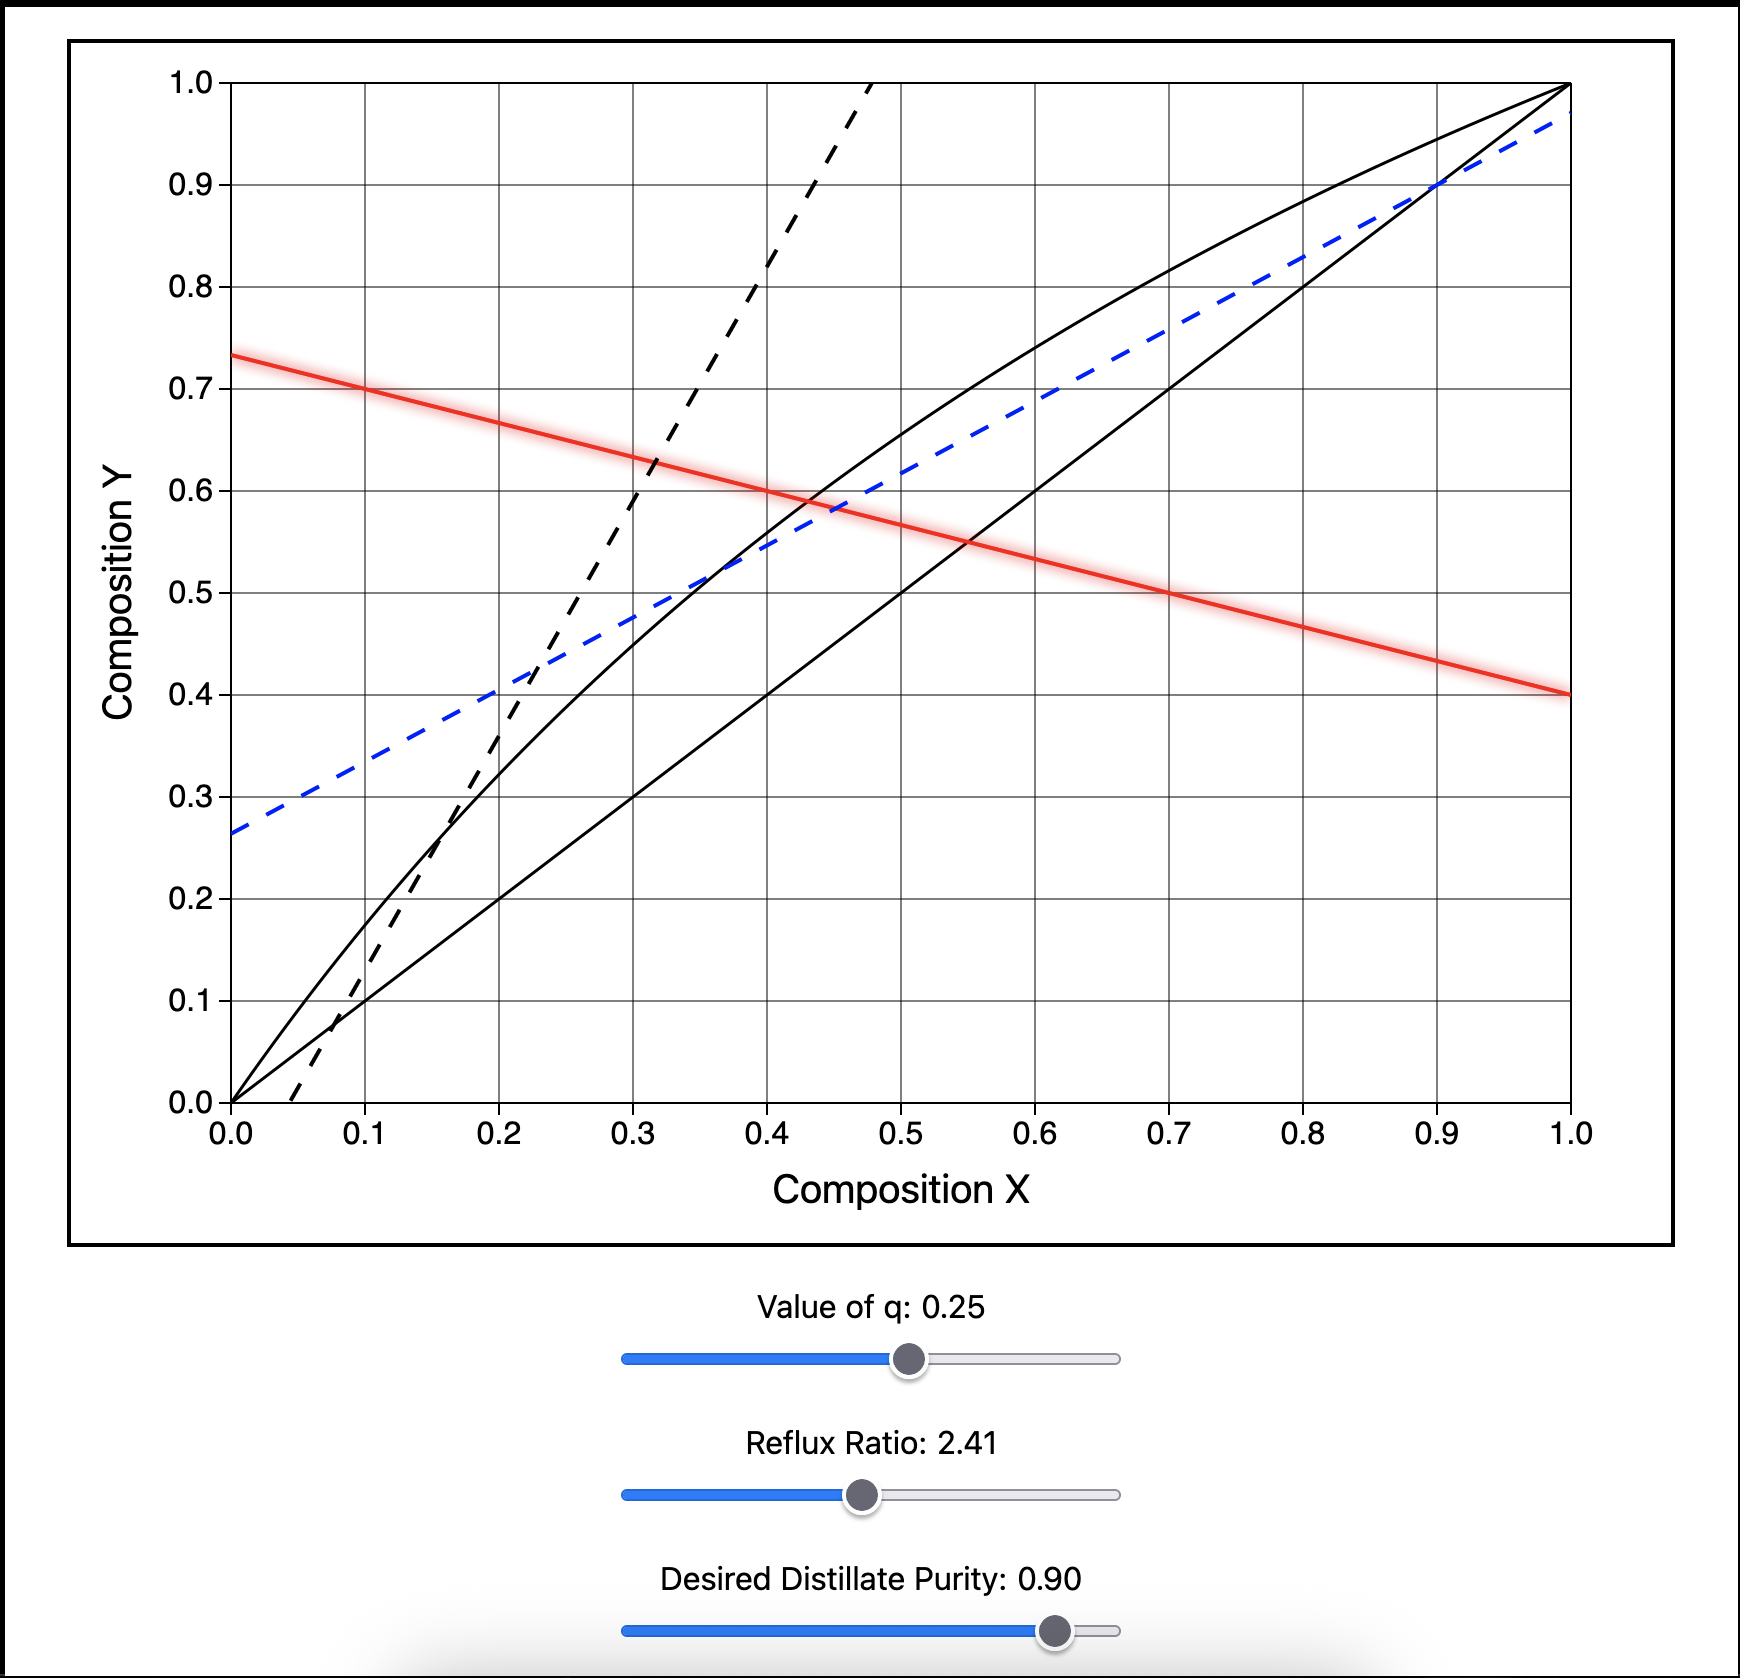 1.0
0.9
0.8
0.7
0.6
0.5
0.4
0.3
0.2
0.1
0.0
Composition Y
0.0 0.1 0.2 0.3 0.4 0.5 0.6 0.7 0.8 0.9 1.0
Composition X
Value of q: 0.25
Reflux Ratio: 2.41
Desired Distillate Purity: 0.90